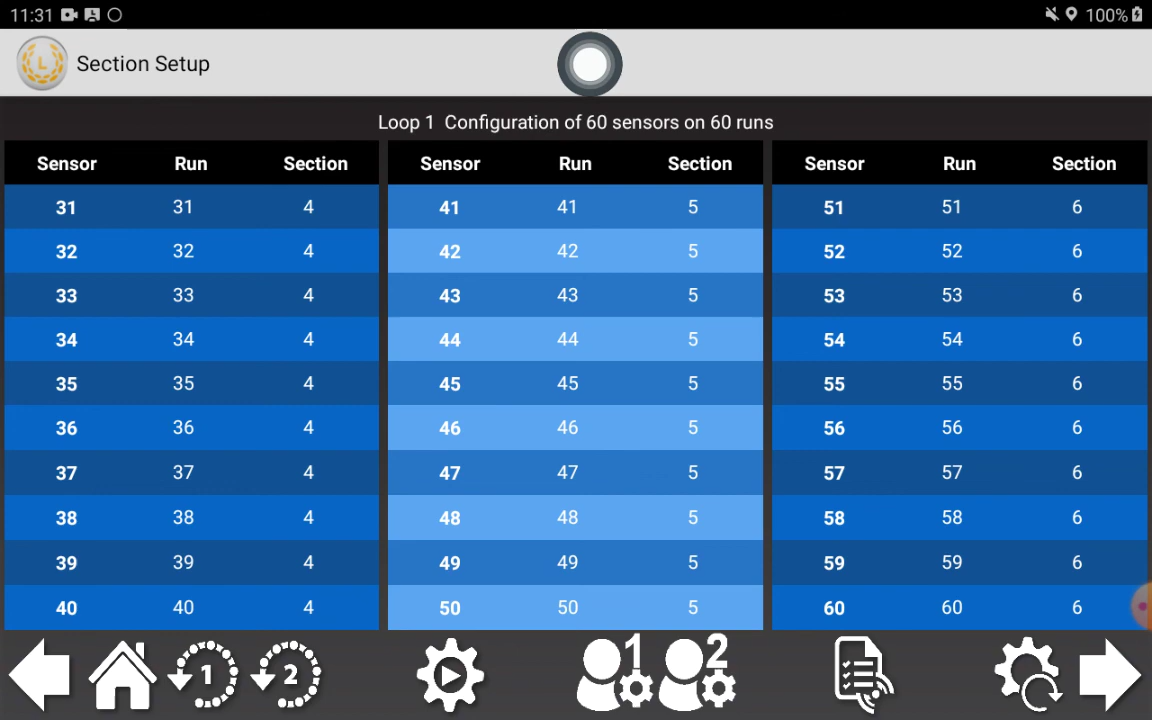 11:31 100%
L Section Setup
Loop 1 Configuration of 60 sensors on 60 runs
Sensor Run Section Sensor Run Section Sensor Run Section
31 31 4 41 41 5 51 51 6
32 32 4 42 42 5 52 52 6
33 33 4 43 43 5 53 53 6
34 34 4 44 44 5 54 54 6
35 35 4 45 45 5 55 55 6
36 36 4 46 46 5 56 56 6
37 37 4 47 47 5 57 57 6
38 38 4 48 48 5 58 58 6
39 39 4 49 49 5 59 59 6
40 40 4 50 50 5 60 60 6
1 2 1 2